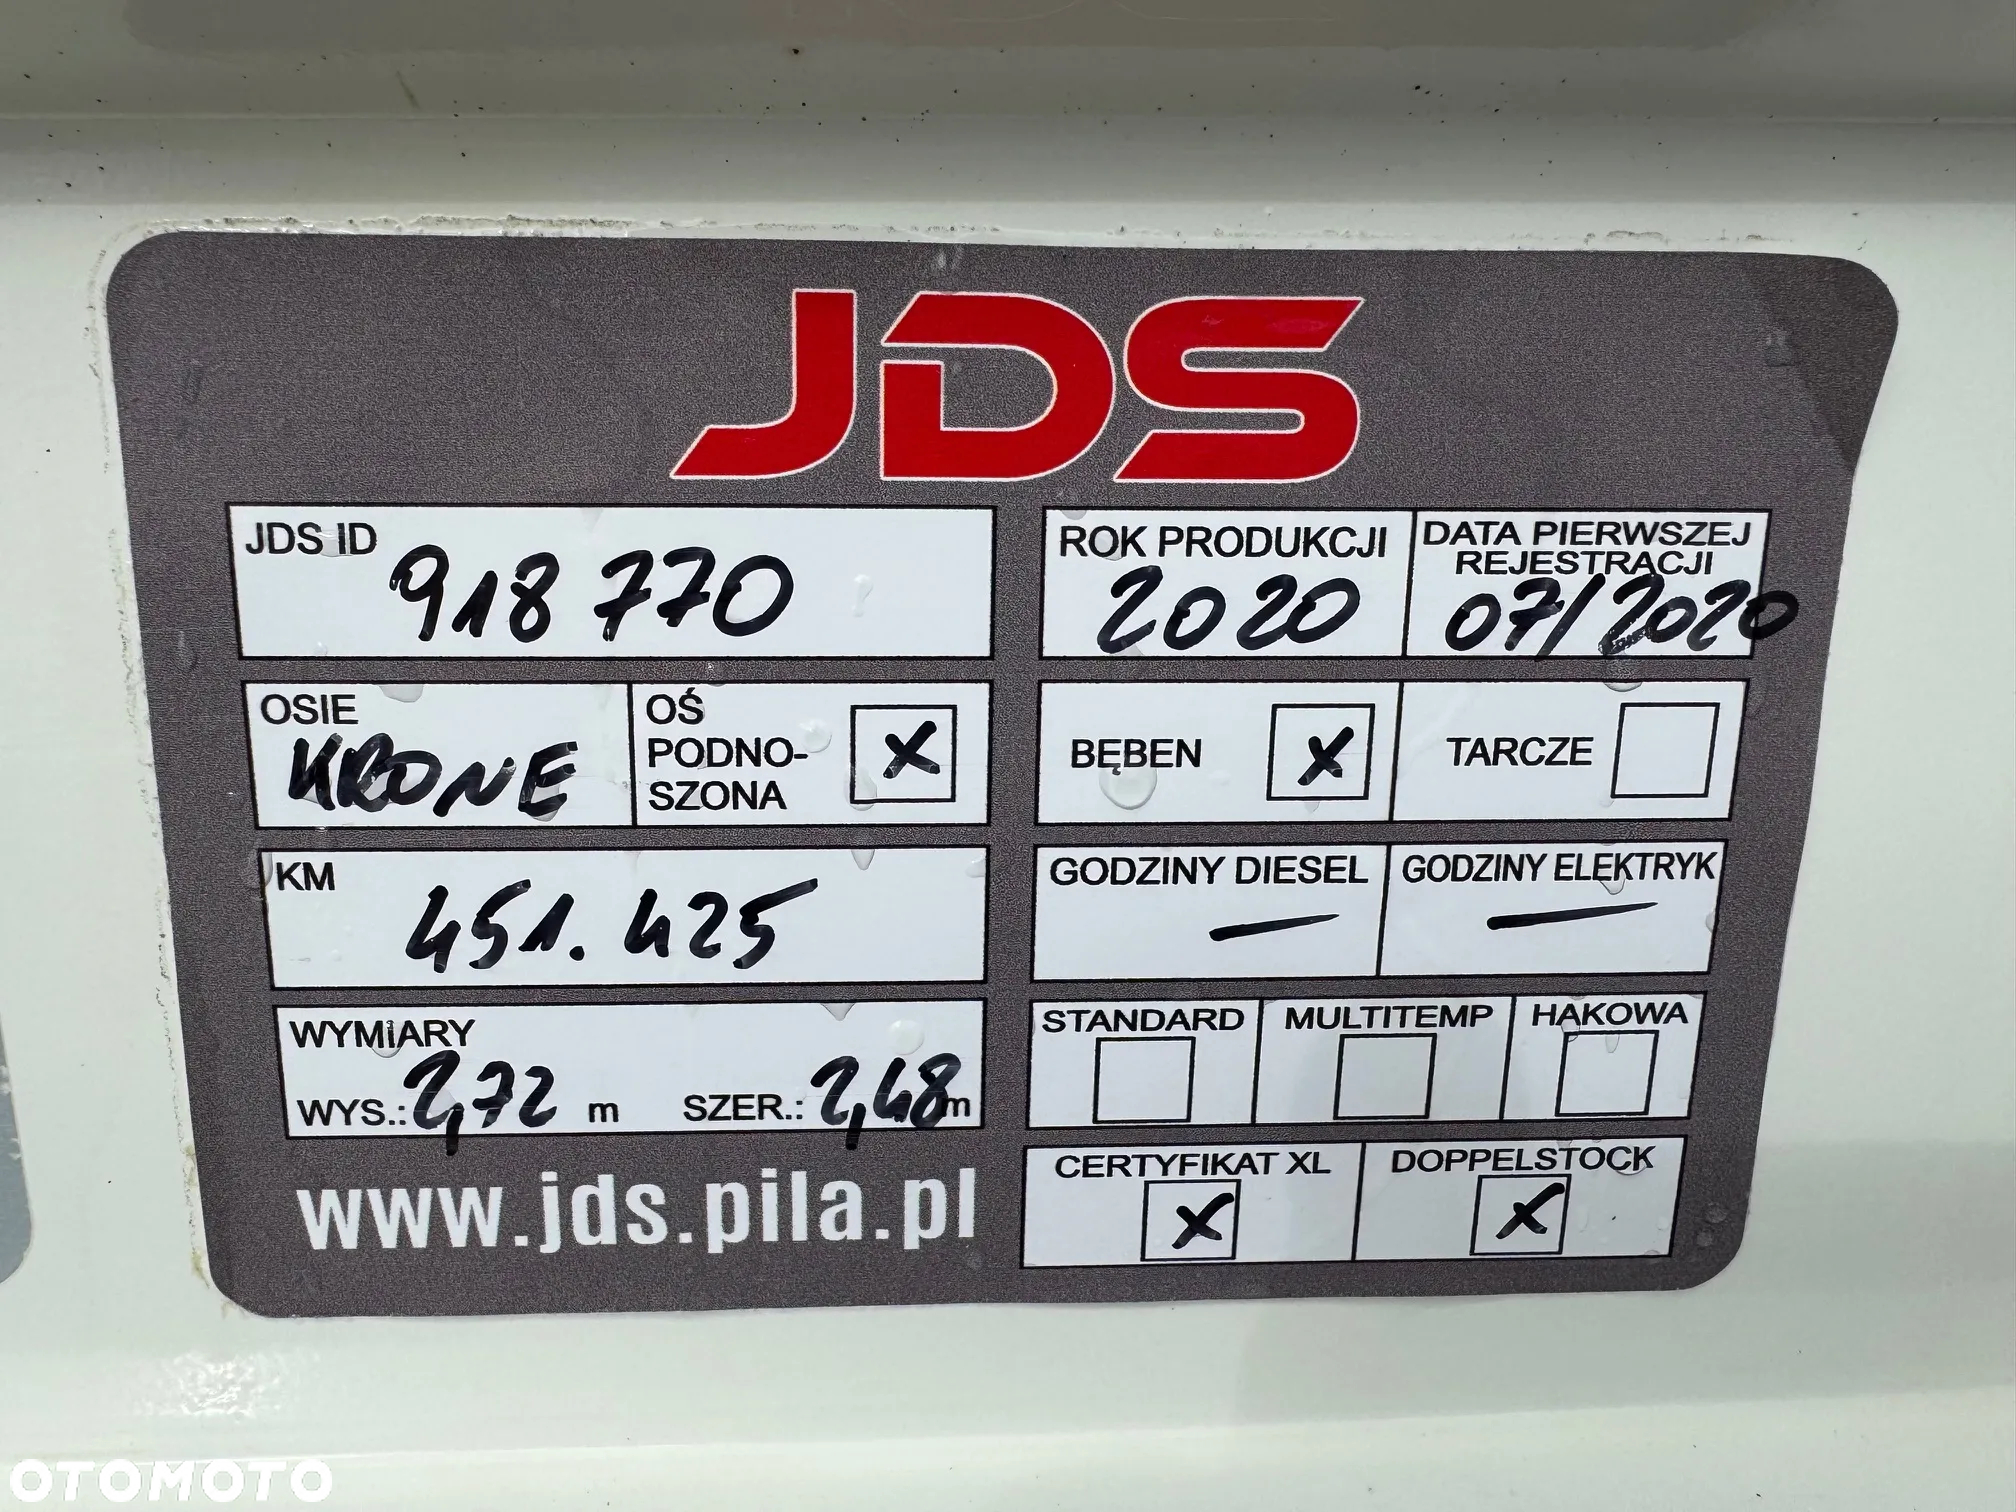 JDS
JDS ID
918 770
ROK PRODUKCJI
2020
DATA PIERWSZEJ
REJESTRACJI
07/2020
OSIE
KRONE
OŚ
PODNO-
SZONA
X
BĘBEN
X
TARCZE
KM
451.425
GODZINY DIESEL
—
GODZINY ELEKTRYK
—
WYMIARY
WYS.: 2,72 m SZER.: 2,48 m
STANDARD
MULTITEMP
HAKOWA
CERTYFIKAT XL
X
DOPPELSTOCK
X
www.jds.pila.pl
OTOMOTO